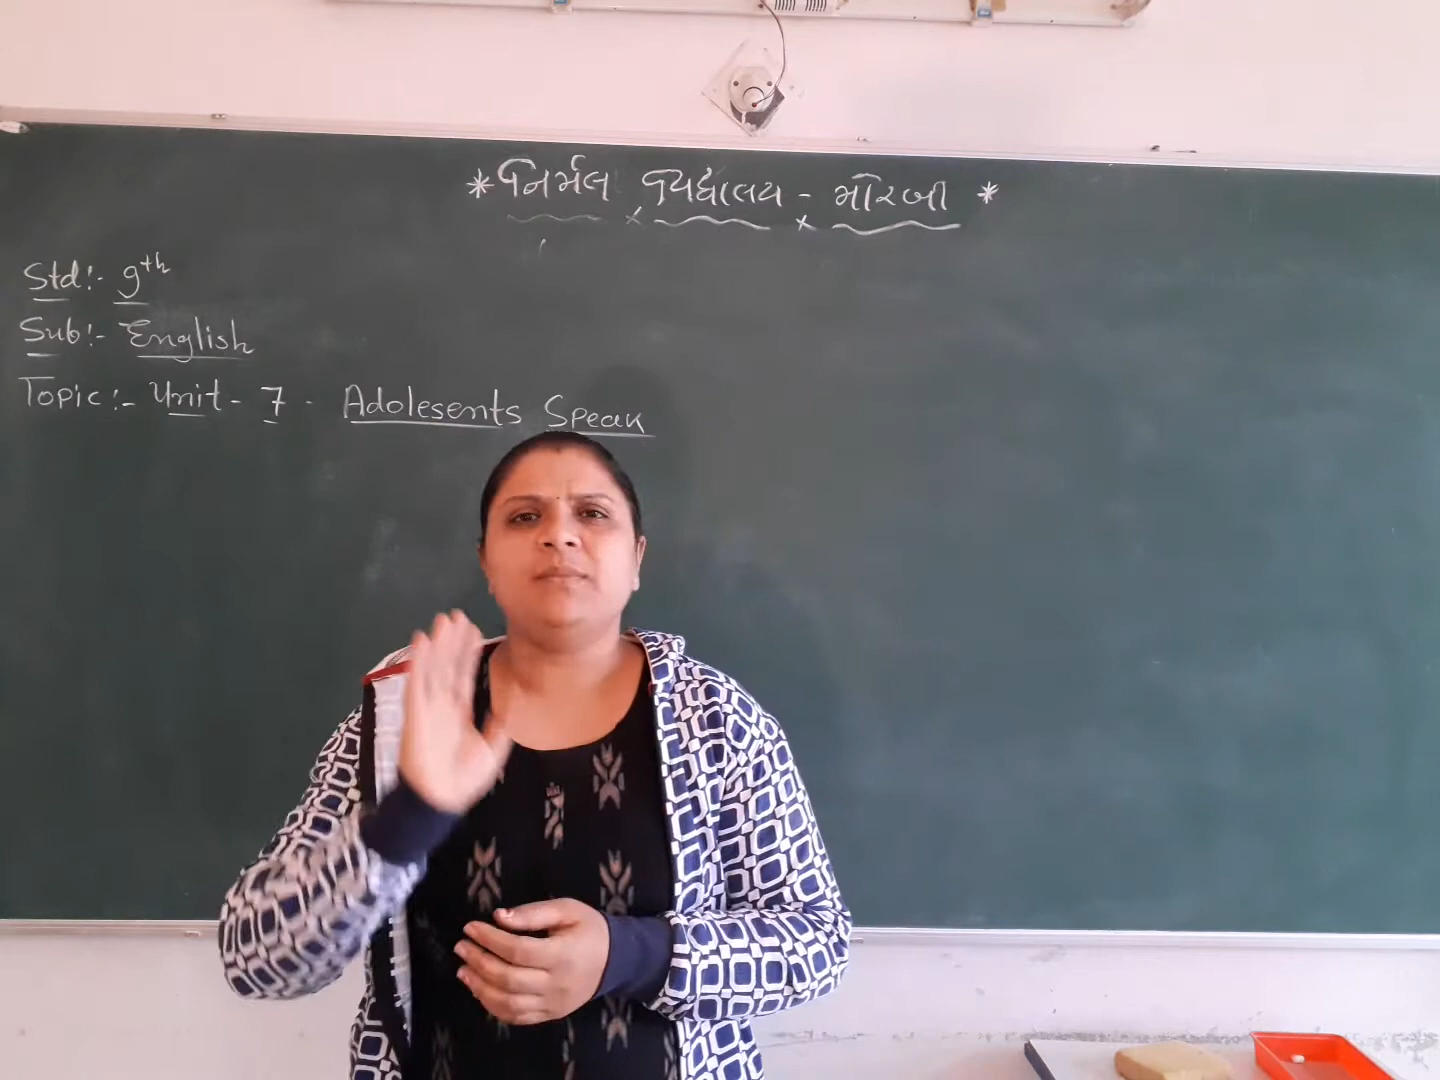 * નિર્મલ વિદ્યાલય - મોરબી *
Std:- 9th
Sub:- English
Topic:- Unit - 7 - Adolesents Speak